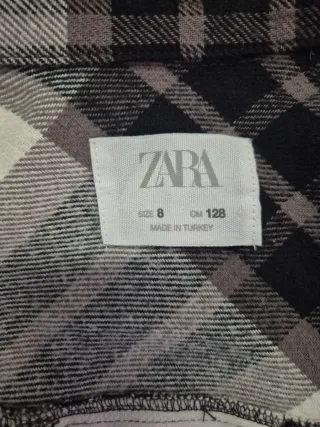 ZARA
SIZE 8 CM 128
MADE IN TURKEY